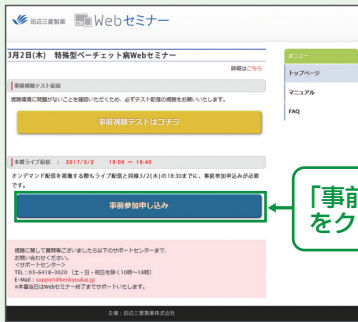 田辺三菱製薬 Webセミナー
3月2日(木) 特殊型ベーチェット病Webセミナー
詳細はこちら
メニュー
トップページ
マニュアル
FAQ
事前視聴テスト配信
視聴環境に問題がないことを確認いただくため、必ずテスト配信の視聴をお願いいたします。
事前視聴テストはコチラ
本番ライブ配信 : 2017/3/2 19:00 ~ 19:40
オンデマンド配信を視聴する際もライブ配信と同様3/2(木)の18:30までに、事前参加申込みが必要
です。
事前参加申し込み
「事前
をク
視聴に関して質問等ございましたら以下のサポートセンターまで、
お問い合わせください。
<サポートセンター>
TEL:03-6418-3020 (土・日・祝日を除く10時~18時)
E-Mail:support@kenkyuukai.jp
※本番当日はWebセミナー終了までサポートいたします。
主催:田辺三菱製薬株式会社